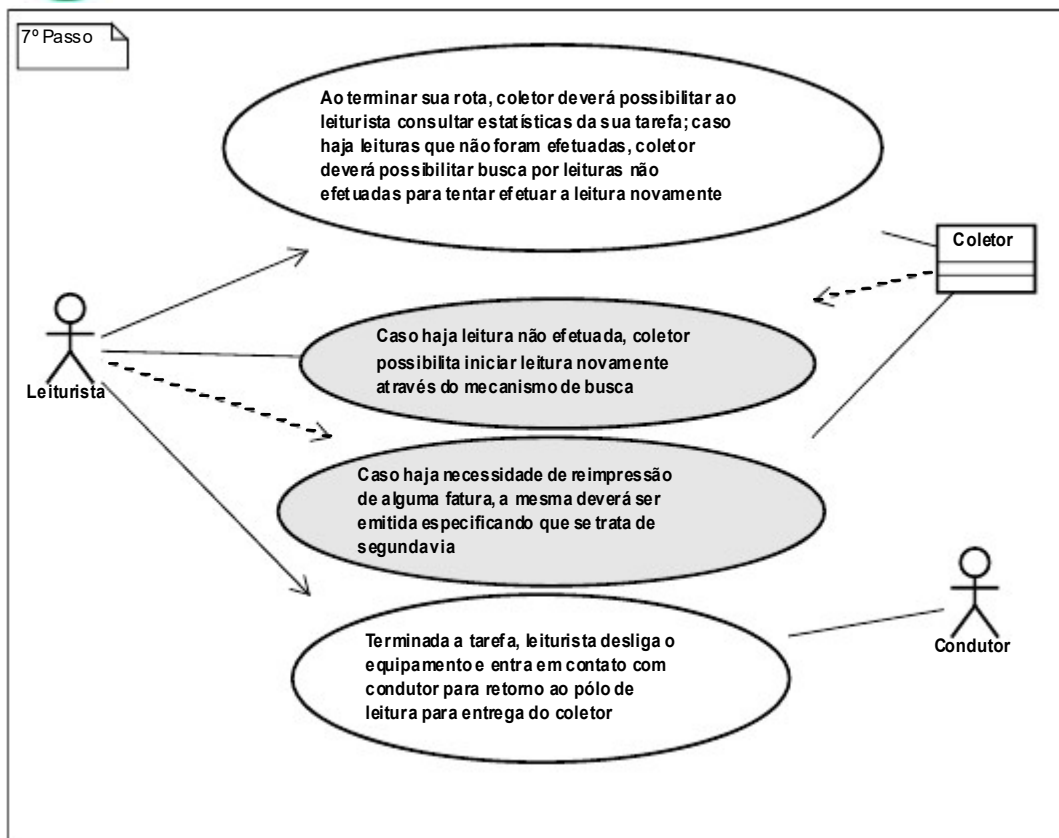 7º Passo
Ao terminar sua rota, coletor deverá possibilitar ao
leiturista consultar estatísticas da sua tarefa; caso
haja leituras que não foram efetuadas, coletor
deverá possibilitar busca por leituras não
efetuadas para tentar efetuar a leitura novamente
Coletor
Caso haja leitura não efetuada, coletor
possibilita iniciar leitura novamente
através do mecanismo de busca
Leiturista
Caso haja necessidade de reimpressão
de alguma fatura, a mesma deverá ser
emitida especificando que se trata de
segunda via
Terminada a tarefa, leiturista desliga o
equipamento e entra em contato com
condutor para retorno ao pólo de
leitura para entrega do coletor
Condutor